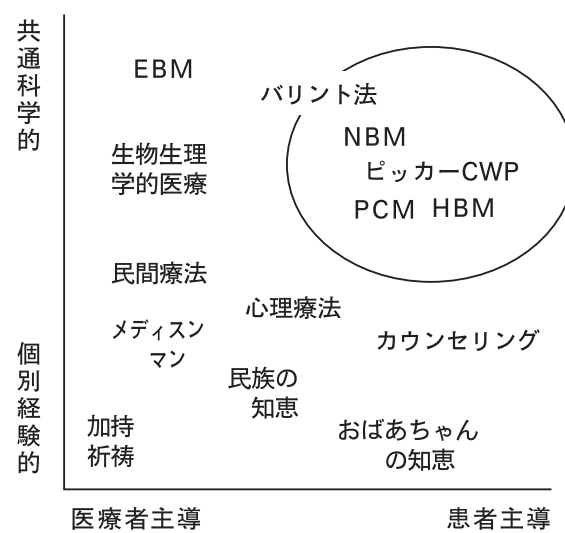 共通科学的
EBM
バリント法
NBM
ピッカーCWP
PCM HBM
生物生理
学的医療
民間療法
心理療法
メディスン
マン
カウンセリング
個別経験的
民族の
知恵
加持
祈祷
おばあちゃん
の知恵
医療者主導
患者主導